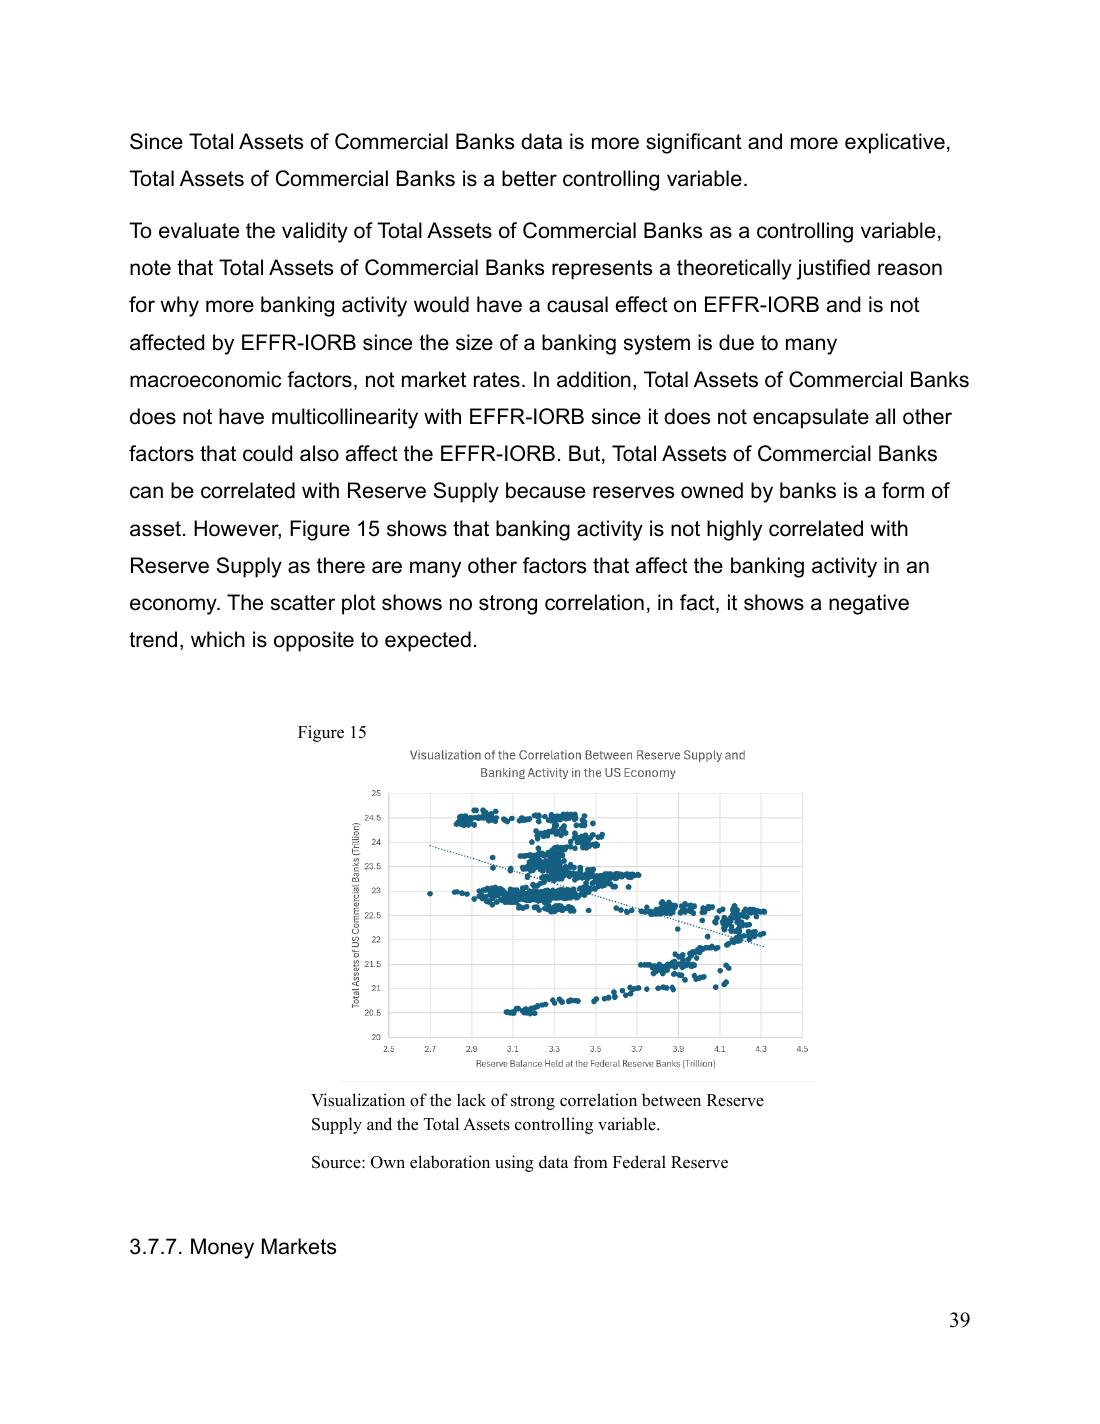 Since Total Assets of Commercial Banks data is more significant and more explicative,
Total Assets of Commercial Banks is a better controlling variable.
To evaluate the validity of Total Assets of Commercial Banks as a controlling variable,
note that Total Assets of Commercial Banks represents a theoretically justified reason
for why more banking activity would have a causal effect on EFFR-IORB and is not
affected by EFFR-IORB since the size of a banking system is due to many
macroeconomic factors, not market rates. In addition, Total Assets of Commercial Banks
does not have multicollinearity with EFFR-IORB since it does not encapsulate all other
factors that could also affect the EFFR-IORB. But, Total Assets of Commercial Banks
can be correlated with Reserve Supply because reserves owned by banks is a form of
asset. However, Figure 15 shows that banking activity is not highly correlated with
Reserve Supply as there are many other factors that affect the banking activity in an
economy. The scatter plot shows no strong correlation, in fact, it shows a negative
trend, which is opposite to expected.
Figure 15
Visualization of the Correlation Between Reserve Supply and
Banking Activity in the US Economy
Total Assets of US Commercial Banks (Trillion)
25
24.5
24
23.5
23
22.5
22
21.5
21
20.5
20
2.5 2.7 2.9 3.1 3.3 3.5 3.7 3.9 4.1 4.3 4.5
Reserve Balance Held at the Federal Reserve Banks (Trillion)
Visualization of the lack of strong correlation between Reserve
Supply and the Total Assets controlling variable.
Source: Own elaboration using data from Federal Reserve
3.7.7. Money Markets
39